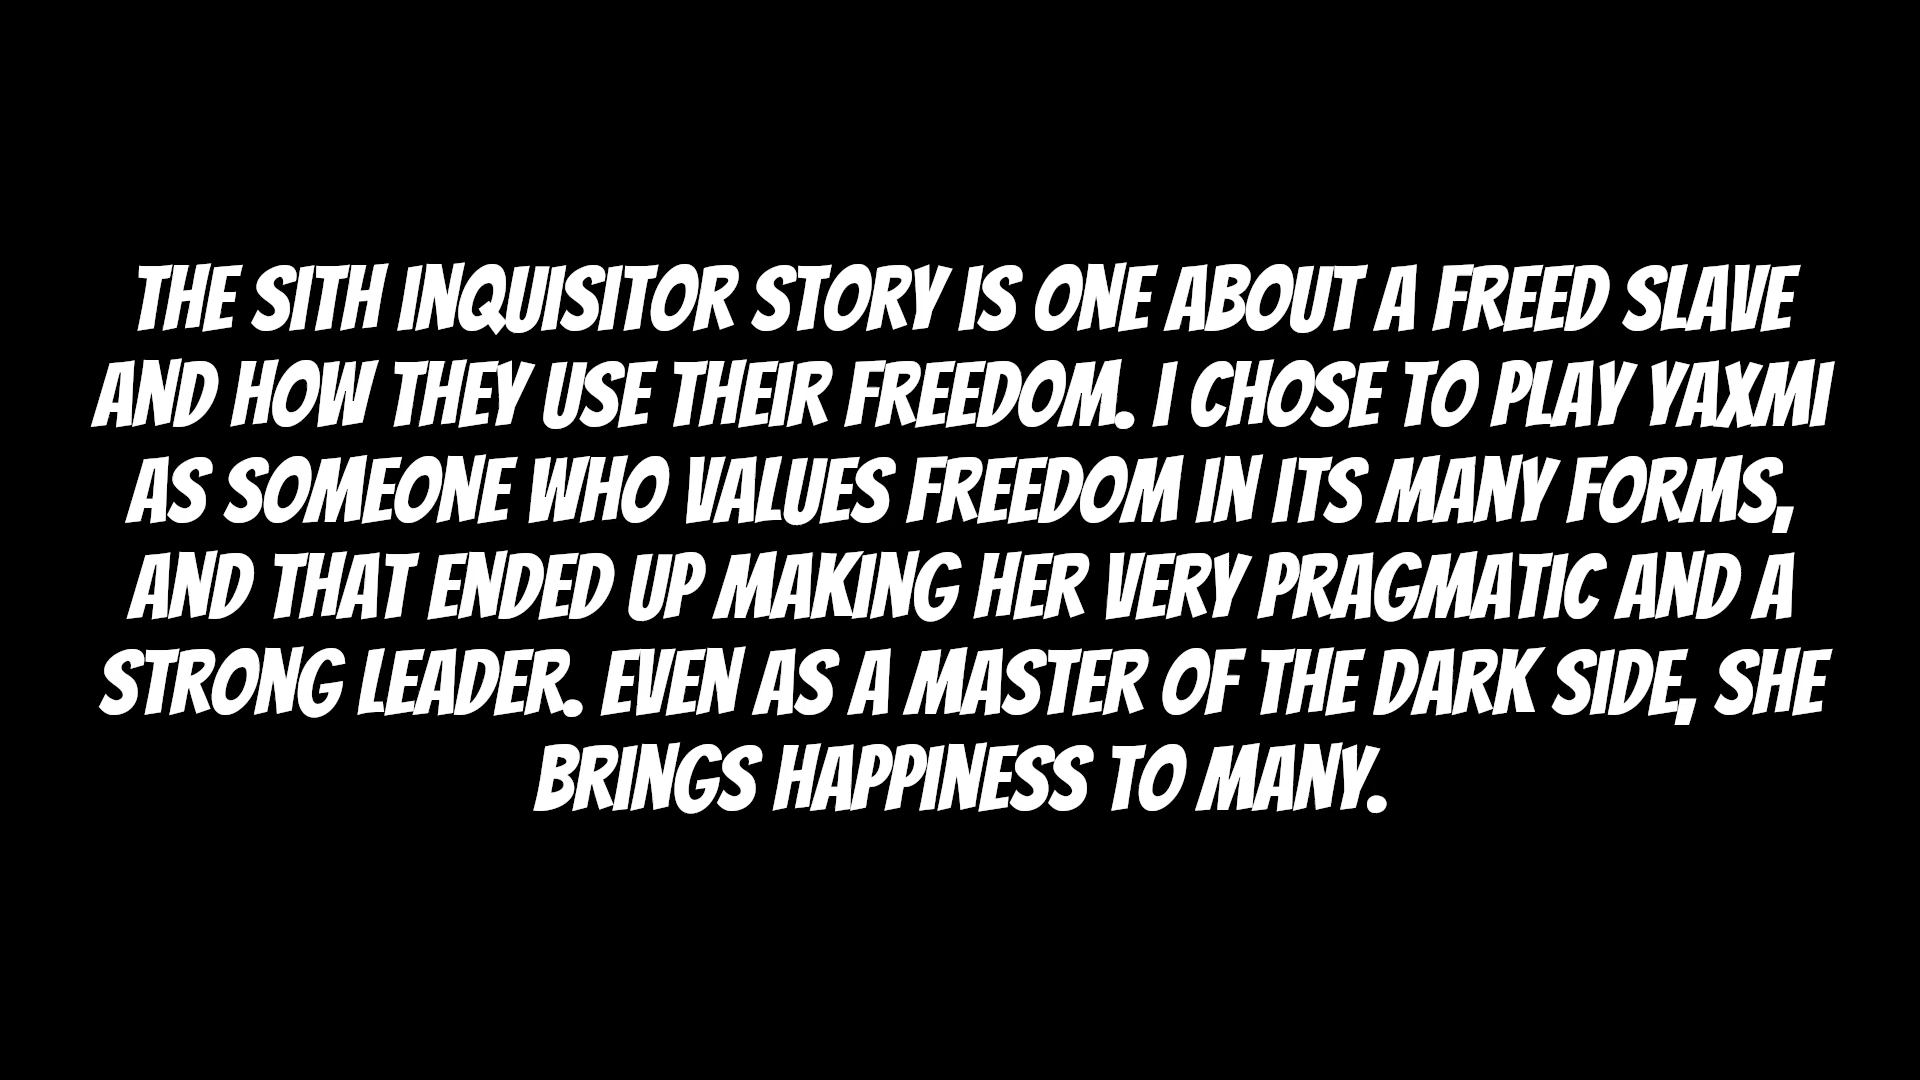 THE SITH INQUISITOR STORY IS ONE ABOUT A FREED SLAVE
AND HOW THEY USE THEIR FREEDOM. I CHOSE TO PLAY YAXMI
AS SOMEONE WHO VALUES FREEDOM IN ITS MANY FORMS,
AND THAT ENDED UP MAKING HER VERY PRAGMATIC AND A
STRONG LEADER. EVEN AS A MASTER OF THE DARK SIDE, SHE
BRINGS HAPPINESS TO MANY.